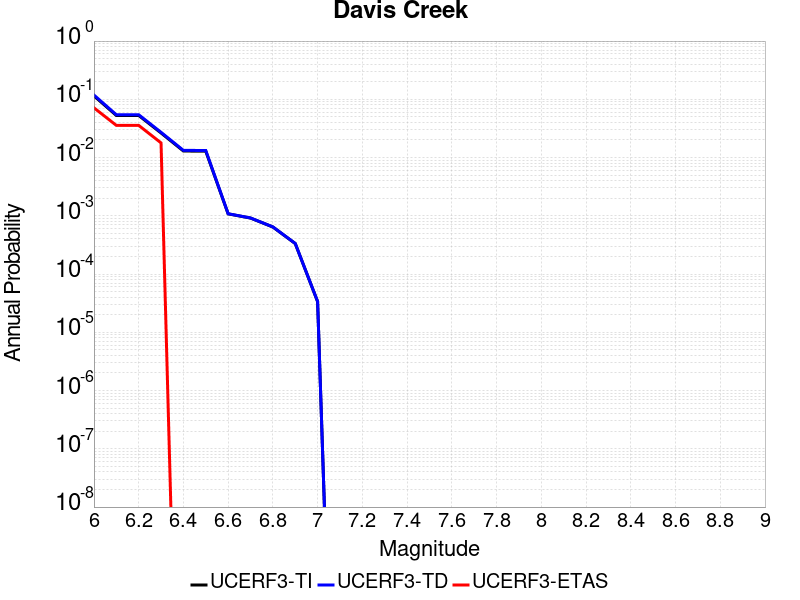 Davis Creek
10^0
10^-1
10^-2
10^-3
10^-4
10^-5
10^-6
10^-7
10^-8
Annual Probability
6 6.2 6.4 6.6 6.8 7 7.2 7.4 7.6 7.8 8 8.2 8.4 8.6 8.8 9
Magnitude
UCERF3-TI UCERF3-TD UCERF3-ETAS